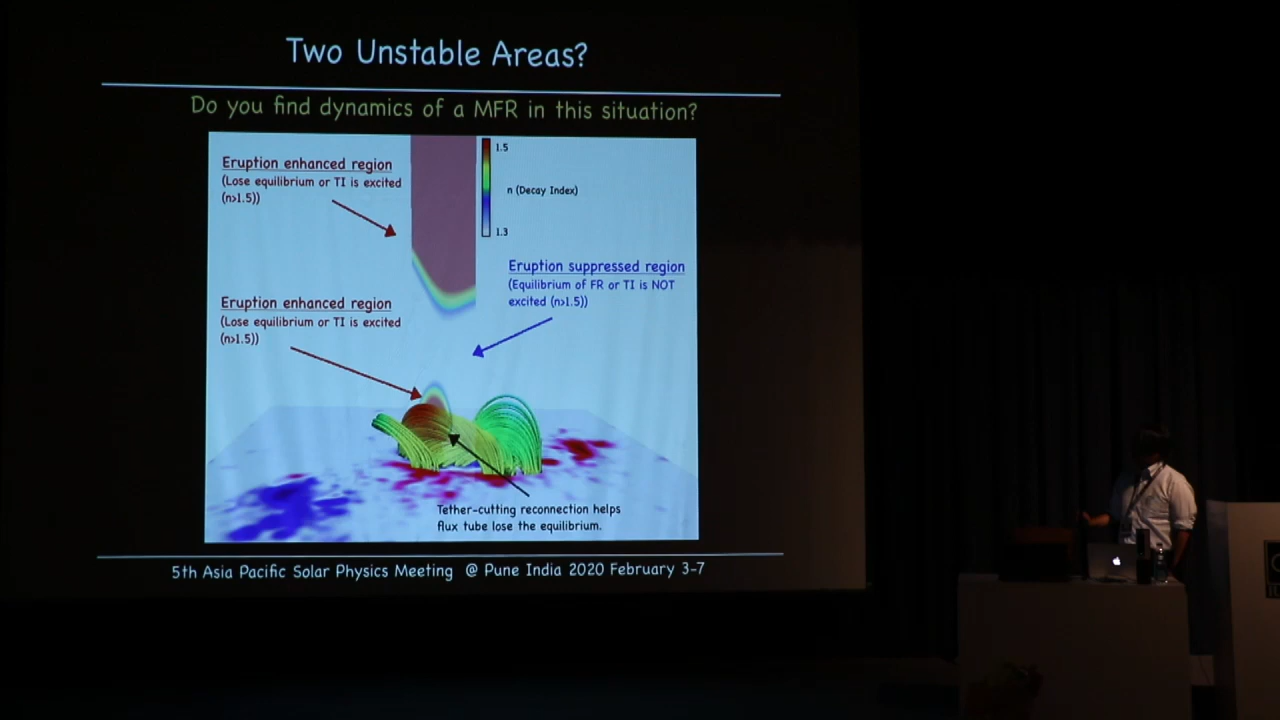 Two Unstable Areas?
Do you find dynamics of a MFR in this situation?
Eruption enhanced region
(Lose equilibrium or TI is excited
(n>1.5))
1.5
n (Decay Index)
1.3
Eruption suppressed region
(Equilibrium of FR or TI is NOT
excited (n>1.5))
Eruption enhanced region
(Lose equilibrium or TI is excited
(n>1.5))
Tether-cutting reconnection helps
flux tube lose the equilibrium.
5th Asia Pacific Solar Physics Meeting @ Pune India 2020 February 3-7